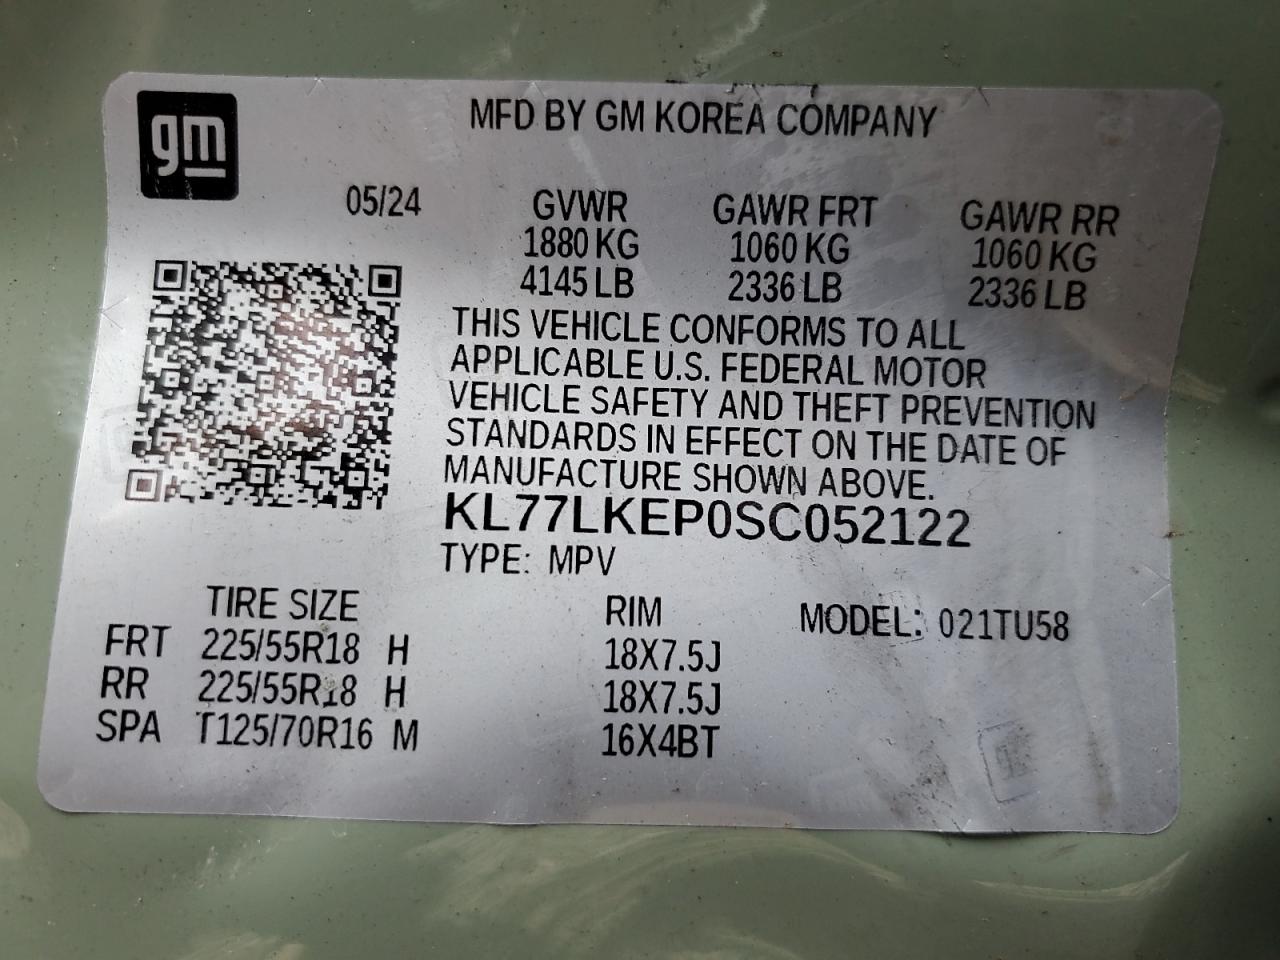 gm
MFD BY GM KOREA COMPANY
05/24 GVWR GAWR FRT GAWR RR
1880 KG 1060 KG 1060 KG
4145 LB 2336 LB 2336 LB
THIS VEHICLE CONFORMS TO ALL
APPLICABLE U.S. FEDERAL MOTOR
VEHICLE SAFETY AND THEFT PREVENTION
STANDARDS IN EFFECT ON THE DATE OF
MANUFACTURE SHOWN ABOVE.
KL77LKEP0SC052122
TYPE: MPV
TIRE SIZE RIM MODEL: 021TU58
FRT 225/55R18 H 18X7.5J
RR 225/55R18 H 18X7.5J
SPA T125/70R16 M 16X4BT